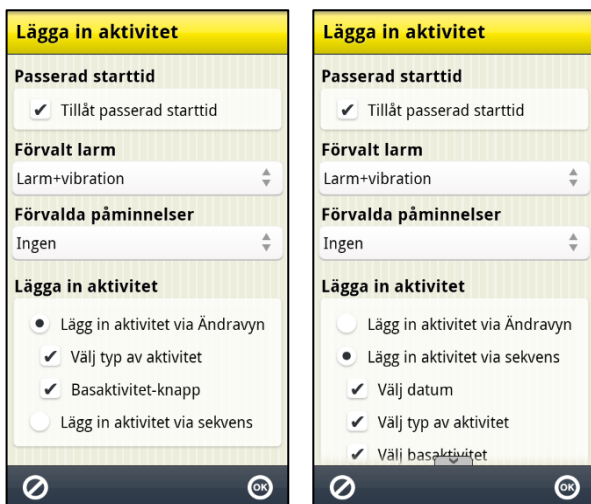 Lägga in aktivitet
Passerad starttid
Tillåt passerad starttid
Förvalt larm
Larm+vibration
Förvalda påminnelser
Ingen
Lägga in aktivitet
Lägg in aktivitet via Ändravyn
Välj typ av aktivitet
Basaktivitet-knapp
Lägg in aktivitet via sekvens
OK
Lägga in aktivitet
Passerad starttid
Tillåt passerad starttid
Förvalt larm
Larm+vibration
Förvalda påminnelser
Ingen
Lägga in aktivitet
Lägg in aktivitet via Ändravyn
Lägg in aktivitet via sekvens
Välj datum
Välj typ av aktivitet
Välj basaktivitet
OK